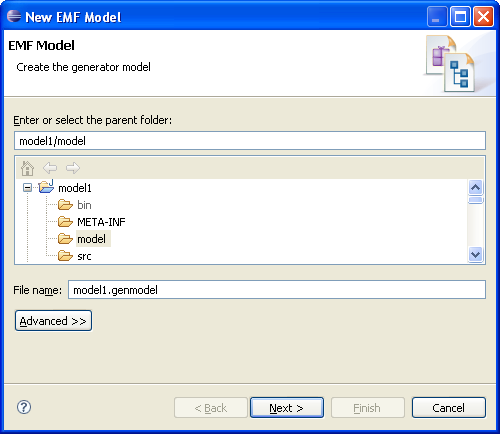 New EMF Model
EMF Model
Create the generator model
Enter or select the parent folder:
model1/model
model1
bin
META-INF
model
src
File name: model1.genmodel
Advanced >>
? < Back Next > Finish Cancel